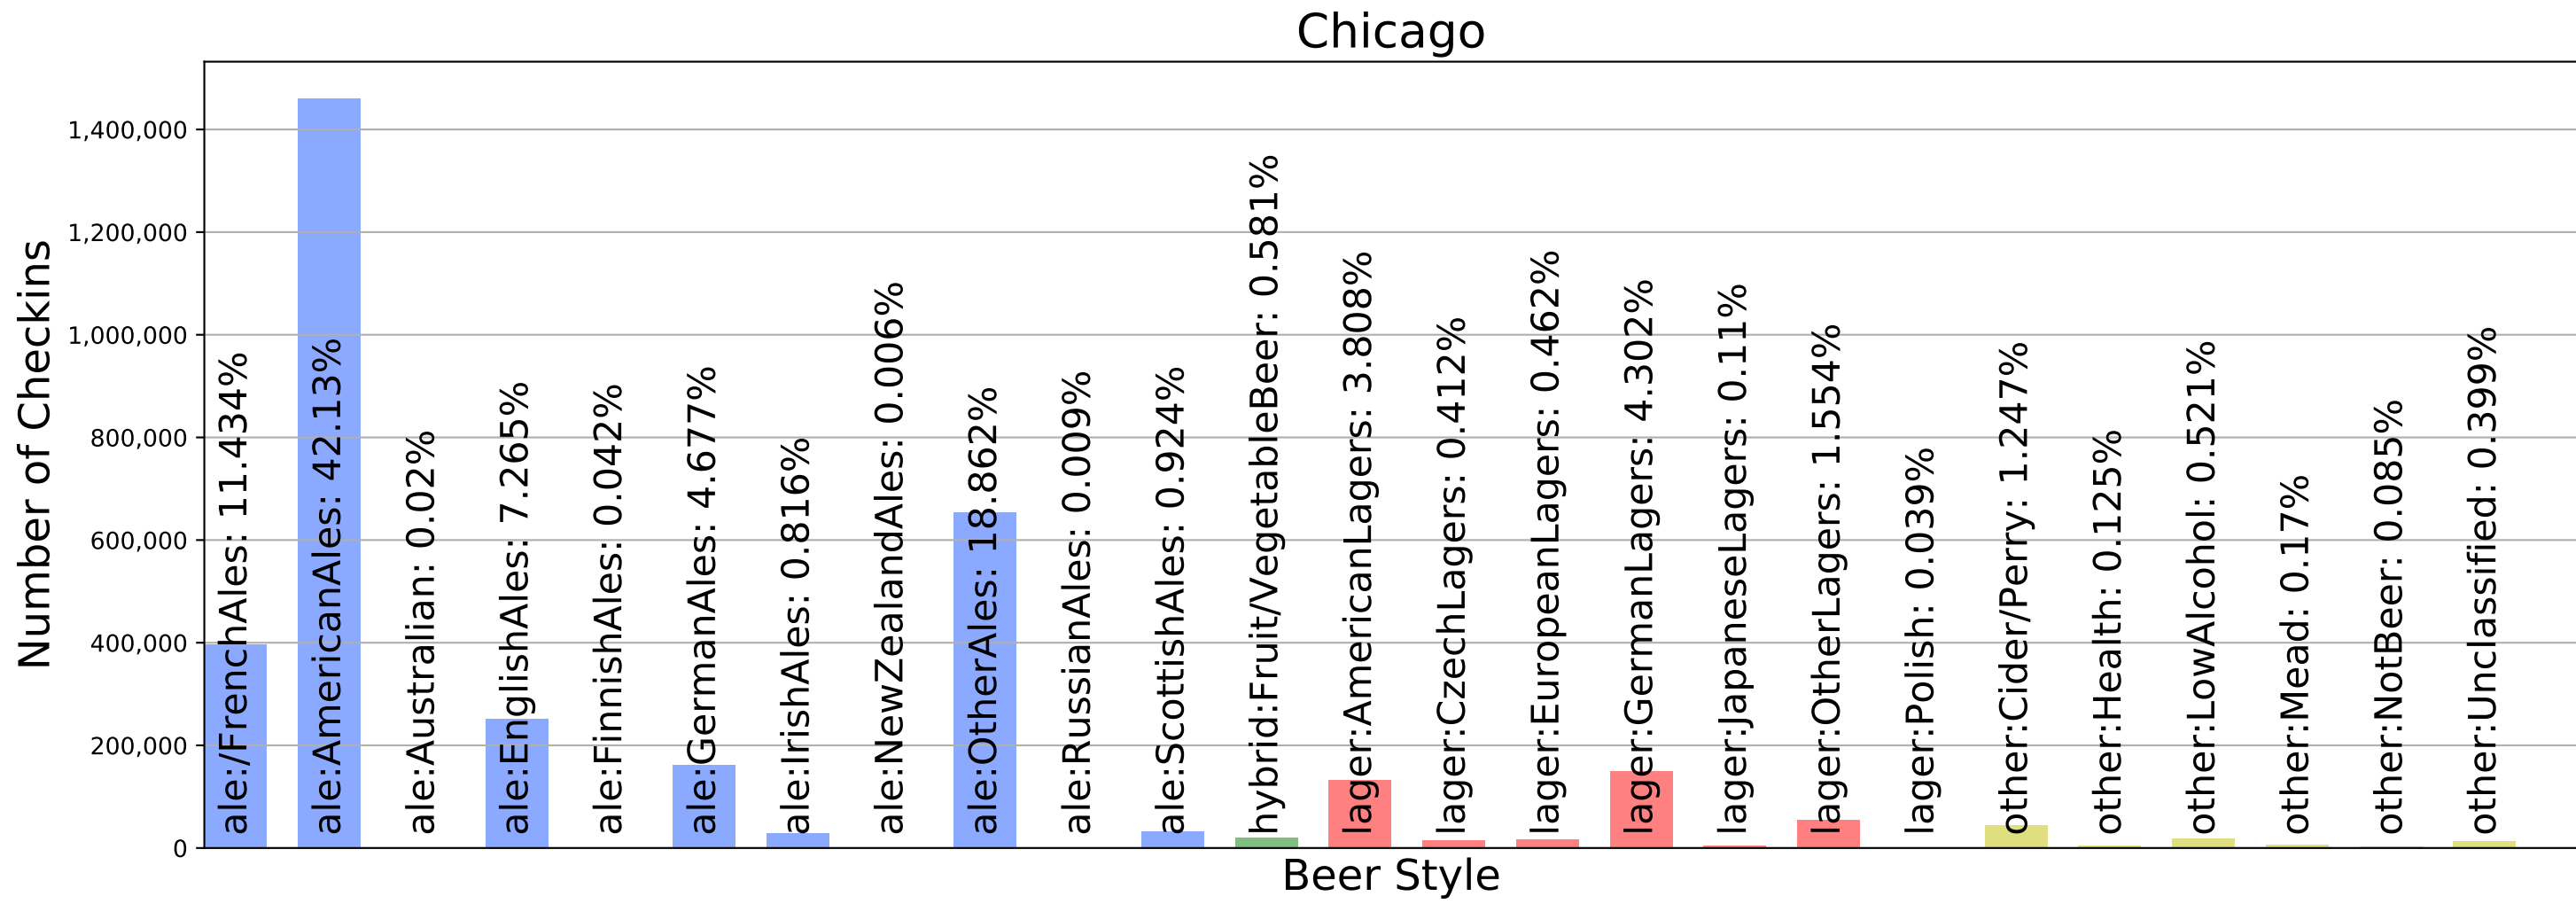 Chicago
Number of Checkins
1,400,000
1,200,000
1,000,000
800,000
600,000
400,000
200,000
0
ale:/FrenchAles: 11.434%
ale:AmericanAles: 42.13%
ale:Australian: 0.02%
ale:EnglishAles: 7.265%
ale:FinnishAles: 0.042%
ale:GermanAles: 4.677%
ale:IrishAles: 0.816%
ale:NewZealandAles: 0.006%
ale:OtherAles: 18.862%
ale:RussianAles: 0.009%
ale:ScottishAles: 0.924%
hybrid:Fruit/VegetableBeer: 0.581%
lager:AmericanLagers: 3.808%
lager:CzechLagers: 0.412%
lager:EuropeanLagers: 0.462%
lager:GermanLagers: 4.302%
lager:JapaneseLagers: 0.11%
lager:OtherLagers: 1.554%
lager:Polish: 0.039%
other:Cider/Perry: 1.247%
other:Health: 0.125%
other:LowAlcohol: 0.521%
other:Mead: 0.17%
other:NotBeer: 0.085%
other:Unclassified: 0.399%
Beer Style